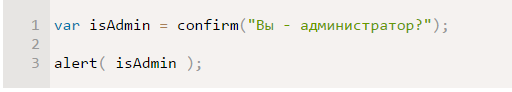 1 var isAdmin = confirm("Вы - администратор?");
2
3 alert( isAdmin );